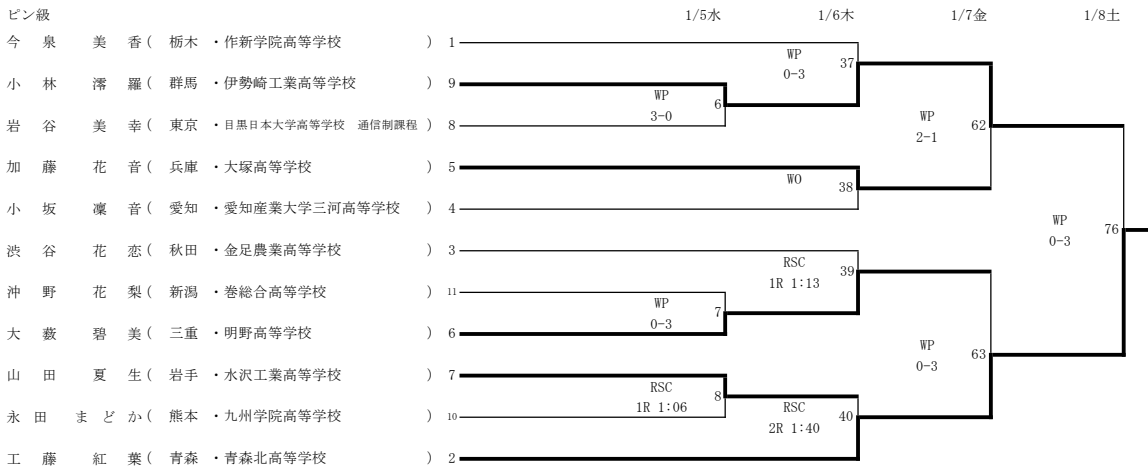 ピン級 1/5水 1/6木 1/7金 1/8土
今 泉 美 香 ( 栃木 ・作新学院高等学校 ) 1
WP 37
0-3
小 林 澪 羅 ( 群馬 ・伊勢崎工業高等学校 ) 9
WP 6
3-0
WP 62
2-1
岩 谷 美 幸 ( 東京 ・目黒日本大学高等学校 通信制課程 ) 8
加 藤 花 音 ( 兵庫 ・大塚高等学校 ) 5
WO 38
小 坂 凜 音 ( 愛知 ・愛知産業大学三河高等学校 ) 4
WP 76
0-3
渋 谷 花 恋 ( 秋田 ・金足農業高等学校 ) 3
RSC 39
1R 1:13
沖 野 花 梨 ( 新潟 ・巻総合高等学校 ) 11
WP 7
0-3
大 薮 碧 美 ( 三重 ・明野高等学校 ) 6
WP 63
0-3
山 田 夏 生 ( 岩手 ・水沢工業高等学校 ) 7
RSC 8
1R 1:06
永 田 ま ど か ( 熊本 ・九州学院高等学校 ) 10
RSC 40
2R 1:40
工 藤 紅 葉 ( 青森 ・青森北高等学校 ) 2